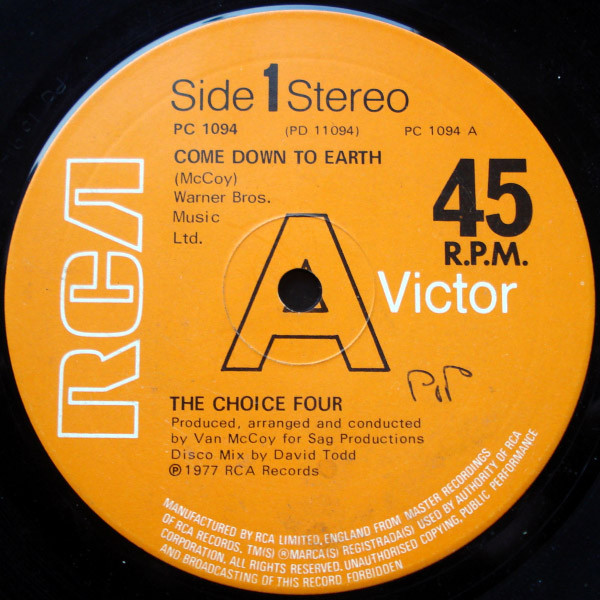 Side 1 Stereo
PC 1094 (PD 11094) PC 1094 A
COME DOWN TO EARTH
(McCoy)
Warner Bros.
Music
Ltd.
45
R.P.M.
RCA
A
Victor
THE CHOICE FOUR
Produced, arranged and conducted
by Van McCoy for Sag Productions
Disco Mix by David Todd
℗1977 RCA Records
MANUFACTURED BY RCA LIMITED, ENGLAND FROM MASTER RECORDINGS
OF RCA RECORDS. TM(S) ® MARCA(S) REGISTRADA(S) USED BY AUTHORITY OF RCA
CORPORATION. ALL RIGHTS RESERVED. UNAUTHORISED COPYING, PUBLIC PERFORMANCE
AND BROADCASTING OF THIS RECORD FORBIDDEN